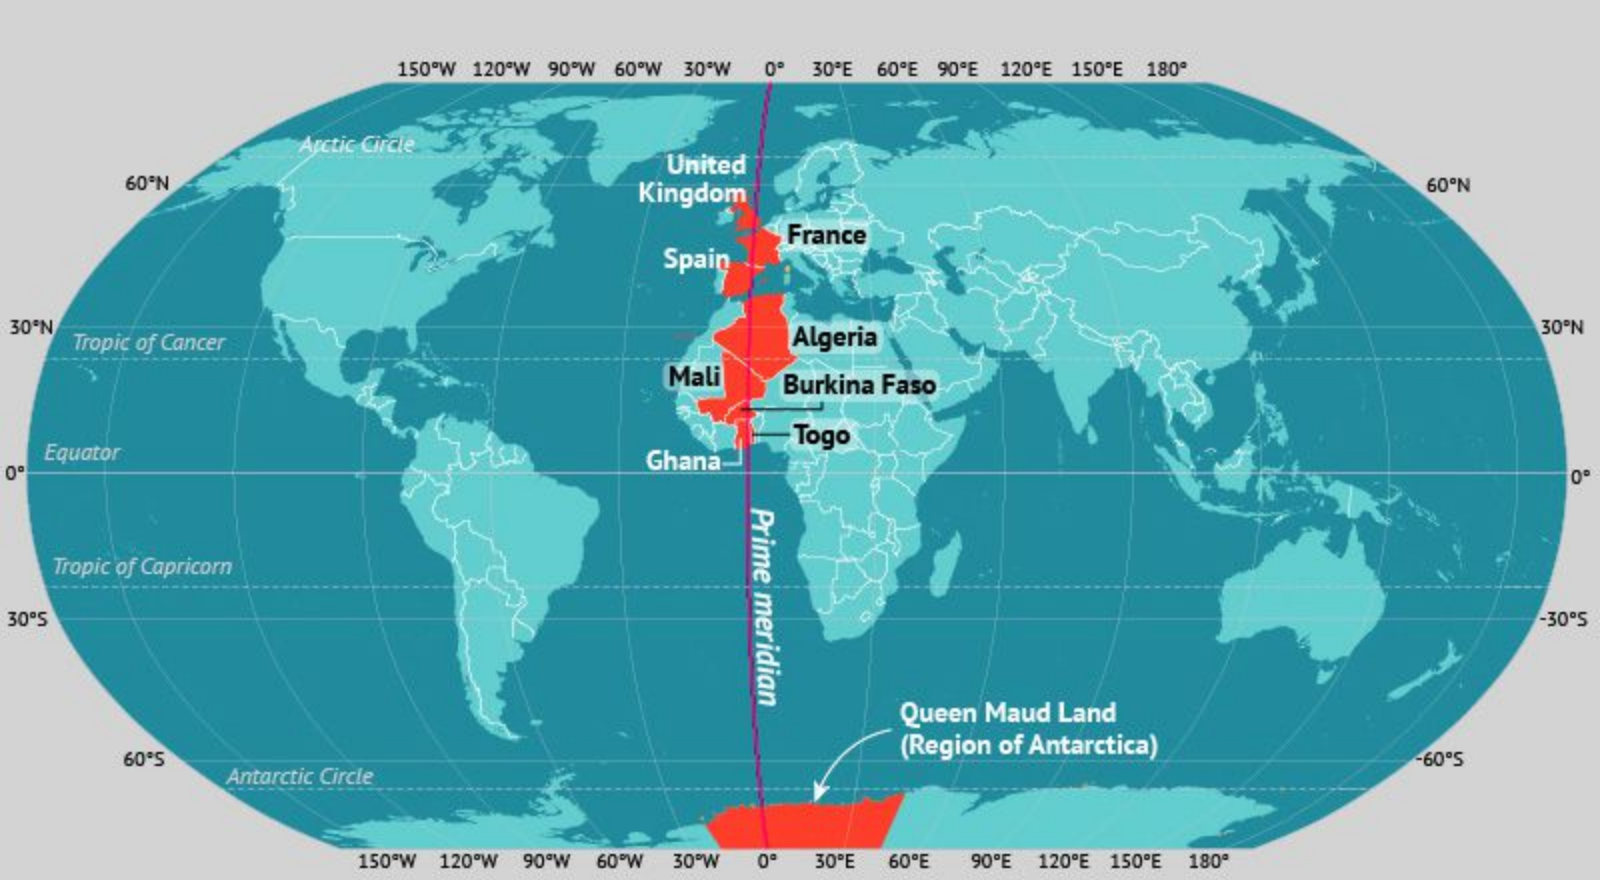 150°W 120°W 90°W 60°W 30°W 0° 30°E 60°E 90°E 120°E 150°E 180°
Arctic Circle
United
Kingdom
60°N
60°N
France
Spain
30°N
30°N
Tropic of Cancer
Algeria
Mali
Burkina Faso
Togo
Equator
Ghana
0°
0°
Prime meridian
Tropic of Capricorn
30°S
-30°S
Queen Maud Land
(Region of Antarctica)
60°S
-60°S
Antarctic Circle
150°W 120°W 90°W 60°W 30°W 0° 30°E 60°E 90°E 120°E 150°E 180°